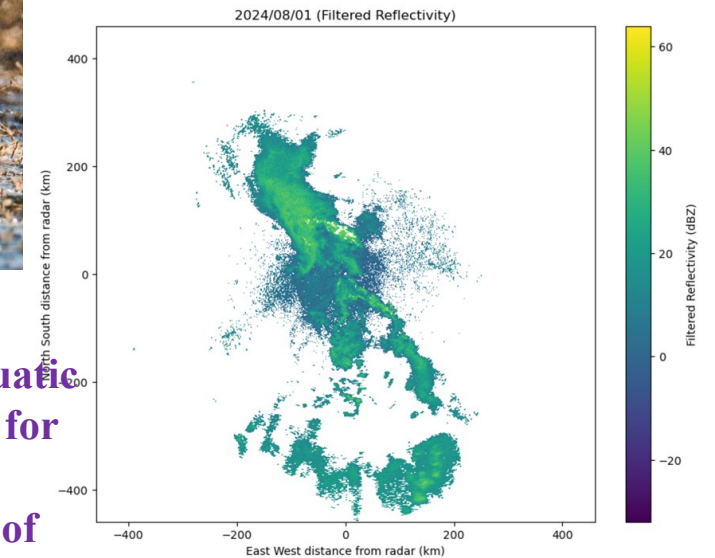 2024/08/01 (Filtered Reflectivity)
400
200
0
−200
−400
North South distance from radar (km)
−400
−200
0
200
400
East West distance from radar (km)
60
40
20
0
−20
Filtered Reflectivity (dBZ)
for
of